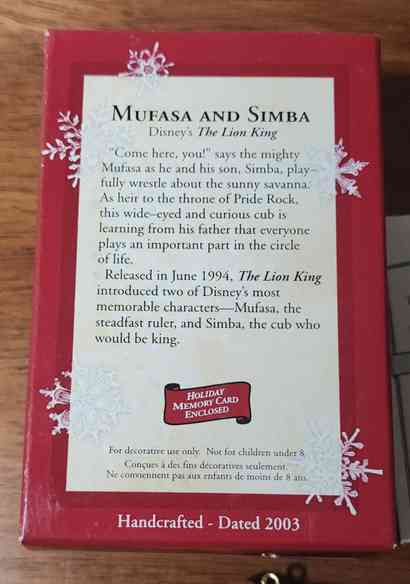 MUFASA AND SIMBA
Disney's The Lion King
"Come here, you!" says the mighty
Mufasa as he and his son, Simba, play–
fully wrestle about the sunny savanna.
As heir to the throne of Pride Rock,
this wide–eyed and curious cub is
learning from his father that everyone
plays an important part in the circle
of life.
Released in June 1994, The Lion King
introduced two of Disney's most
memorable characters—Mufasa, the
steadfast ruler, and Simba, the cub who
would be king.
HOLIDAY
MEMORY CARD
ENCLOSED
For decorative use only. Not for children under 8.
Conçues à des fins décoratives seulement.
Ne conviennent pas aux enfants de moins de 8 ans.
Handcrafted - Dated 2003